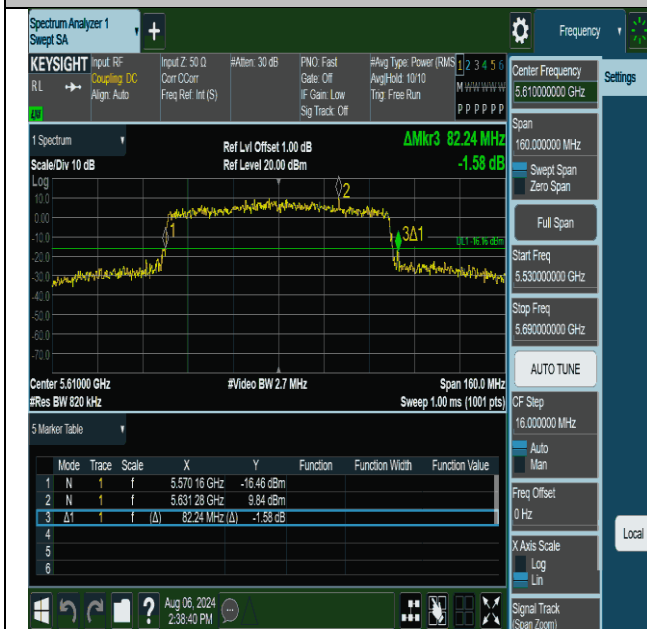 Spectrum Analyzer 1
Swept SA
+
Frequency
KEYSIGHT
RL
Input: RF
Coupling: DC
Align: Auto
Input Z: 50 Ω
Corr CCorr
Freq Ref: Int (S)
#Atten: 30 dB
PNO: Fast
Gate: Off
IF Gain: Low
Sig Track: Off
#Avg Type: Power (RMS
Avg|Hold: 10/10
Trig: Free Run
1 2 3 4 5 6
M W W W W W
P P P P P P
1 Spectrum
Scale/Div 10 dB
Log
Ref Lvl Offset 1.00 dB
Ref Level 20.00 dBm
ΔMkr3 82.24 MHz
-1.58 dB
10.0
0.00
-10.0
-20.0
-30.0
-40.0
-50.0
-60.0
-70.0
1
2
3Δ1
DL1 -16.16 dBm
Center 5.61000 GHz
#Video BW 2.7 MHz
Span 160.0 MHz
#Res BW 820 kHz
Sweep 1.00 ms (1001 pts)
5 Marker Table
Mode Trace Scale X Y Function Function Width Function Value
1 N 1 f 5.570 16 GHz -16.46 dBm
2 N 1 f 5.631 28 GHz 9.84 dBm
3 Δ1 1 f (Δ) 82.24 MHz (Δ) -1.58 dB
4
5
6
Aug 06, 2024
2:38:40 PM
?
Settings
Center Frequency
5.610000000 GHz
Span
160.000000 MHz
Swept Span
Zero Span
Full Span
Start Freq
5.530000000 GHz
Stop Freq
5.690000000 GHz
AUTO TUNE
CF Step
16.000000 MHz
Auto
Man
Freq Offset
0 Hz
X Axis Scale
Log
Lin
Signal Track
(Span Zoom)
Local